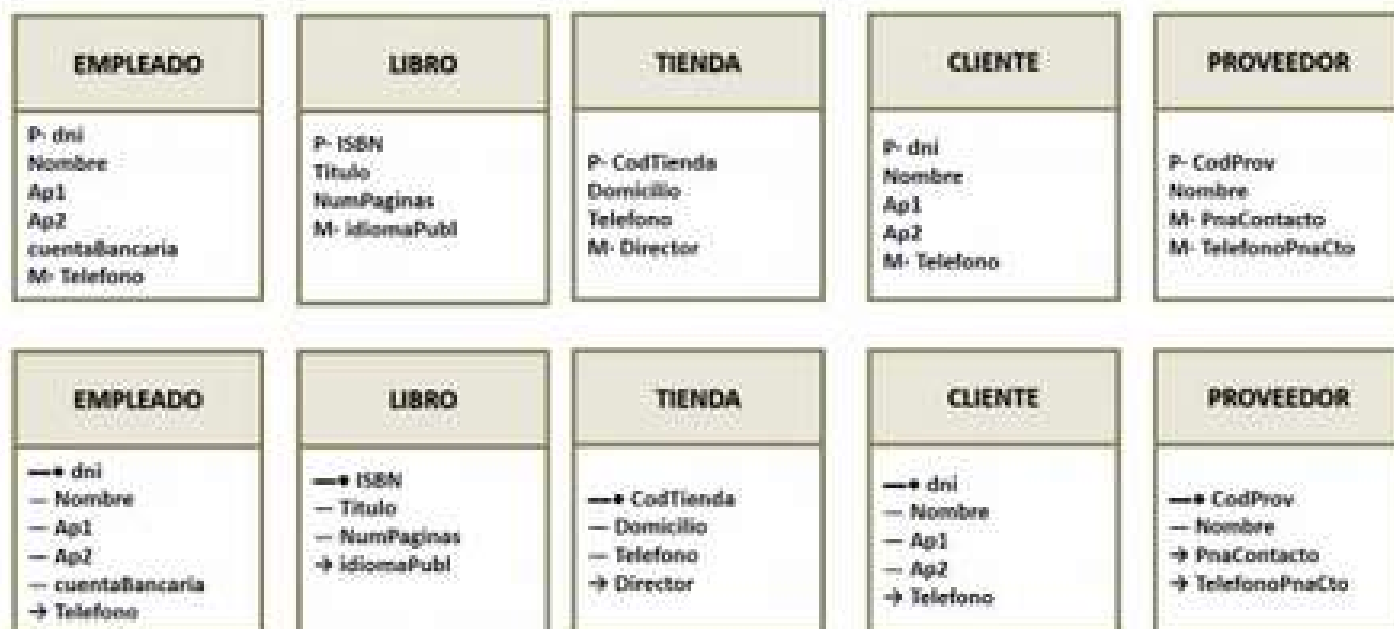 EMPLEADO
P- dni
Nombre
Ap1
Ap2
cuentaBancaria
M- Telefono
LIBRO
P- ISBN
Titulo
NumPaginas
M- idiomaPubl
TIENDA
P- CodTienda
Domicilio
Telefono
M- Director
CLIENTE
P- dni
Nombre
Ap1
Ap2
M- Telefono
PROVEEDOR
P- CodProv
Nombre
M- PnaContacto
M- TelefonoPnaCto
EMPLEADO
—• dni
— Nombre
— Ap1
— Ap2
— cuentaBancaria
→ Telefono
LIBRO
—• ISBN
— Titulo
— NumPaginas
→ idiomaPubl
TIENDA
—• CodTienda
— Domicilio
— Telefono
→ Director
CLIENTE
—• dni
— Nombre
— Ap1
— Ap2
→ Telefono
PROVEEDOR
—• CodProv
— Nombre
→ PnaContacto
→ TelefonoPnaCto